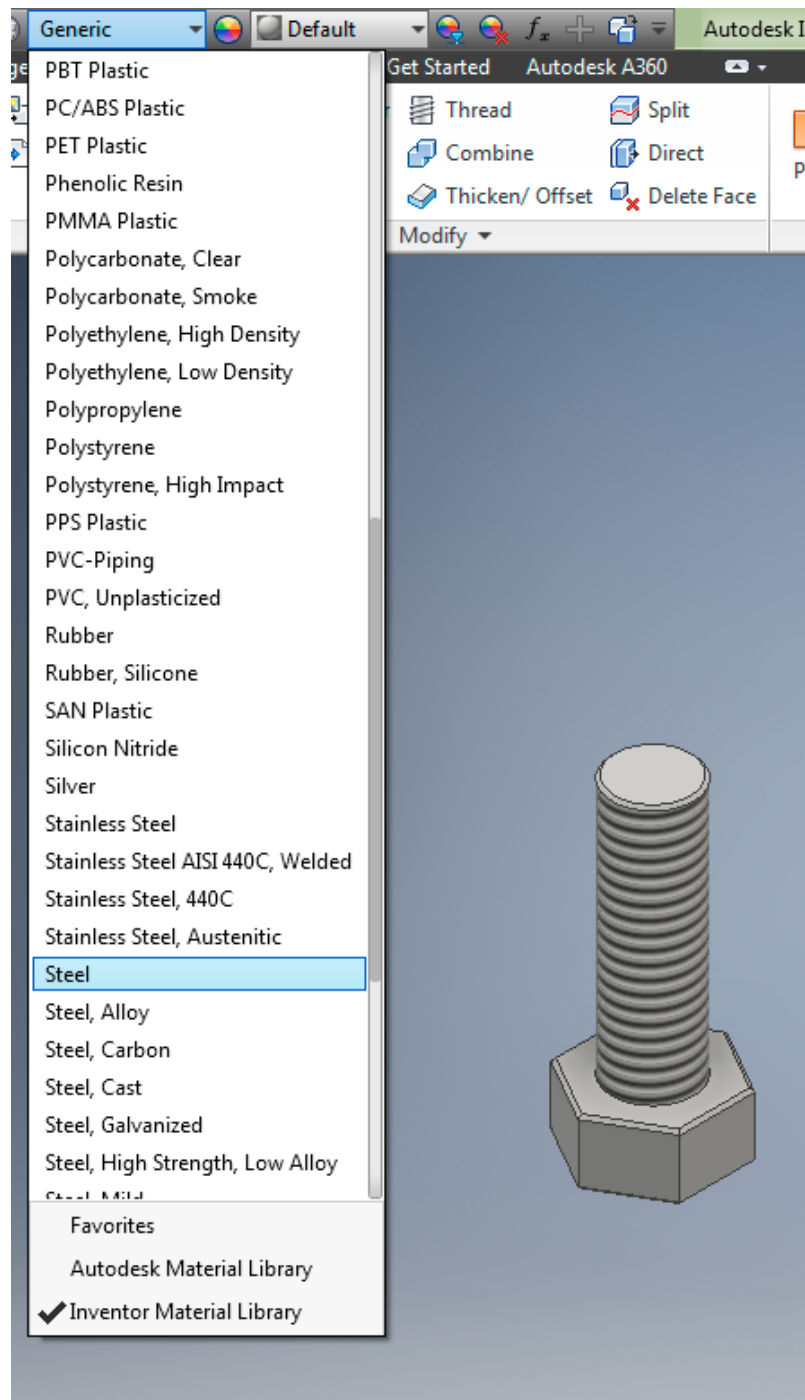 Generic
Default
fx
Autodesk I
ge
Get Started
Autodesk A360
PBT Plastic
PC/ABS Plastic
PET Plastic
Phenolic Resin
PMMA Plastic
Polycarbonate, Clear
Polycarbonate, Smoke
Polyethylene, High Density
Polyethylene, Low Density
Polypropylene
Polystyrene
Polystyrene, High Impact
PPS Plastic
PVC-Piping
PVC, Unplasticized
Rubber
Rubber, Silicone
SAN Plastic
Silicon Nitride
Silver
Stainless Steel
Stainless Steel AISI 440C, Welded
Stainless Steel, 440C
Stainless Steel, Austenitic
Steel
Steel, Alloy
Steel, Carbon
Steel, Cast
Steel, Galvanized
Steel, High Strength, Low Alloy
Steel, Mild
Favorites
Autodesk Material Library
Inventor Material Library
Thread
Split
Combine
Direct
Thicken/ Offset
Delete Face
Modify
P